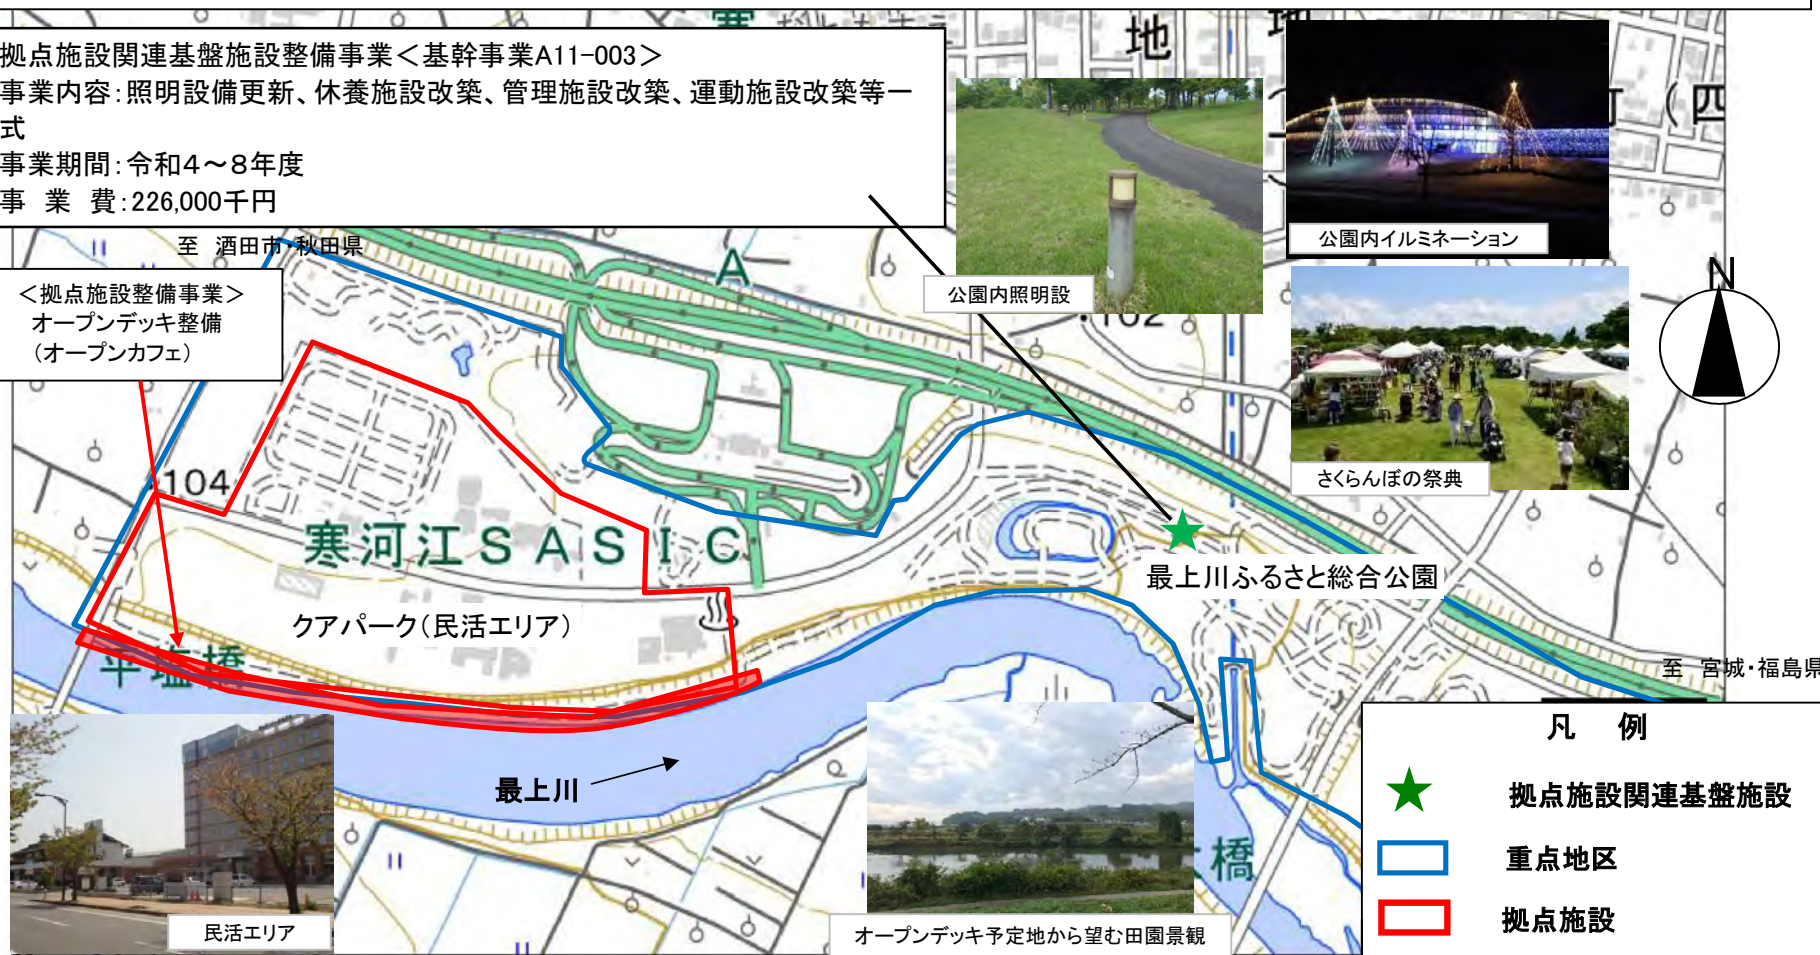 拠点施設関連基盤施設整備事業＜基幹事業A11-003＞
事業内容：照明設備更新、休養施設改築、管理施設改築、運動施設改築等一
式
事業期間：令和４～８年度
事　業　費：226,000千円
至　酒田市・秋田県
＜拠点施設整備事業＞
オープンデッキ整備
（オープンカフェ）
地
A
102
公園内照明設
公園内イルミネーション
さくらんぼの祭典
N
104
寒河江ＳＡＳＩＣ
クアパーク（民活エリア）
最上川ふるさと総合公園
平塩橋
至　宮城・福島県
最上川
橋
民活エリア
オープンデッキ予定地から望む田園景観
凡　例
拠点施設関連基盤施設
重点地区
拠点施設